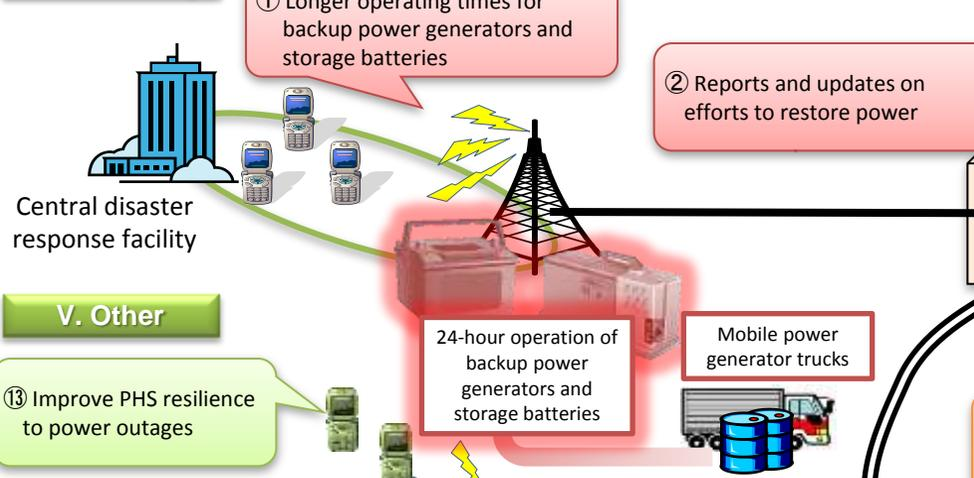 ① Longer operating times for
backup power generators and
storage batteries
② Reports and updates on
efforts to restore power
Central disaster
response facility
V. Other
24-hour operation of
backup power
generators and
storage batteries
Mobile power
generator trucks
⑬ Improve PHS resilience
to power outages